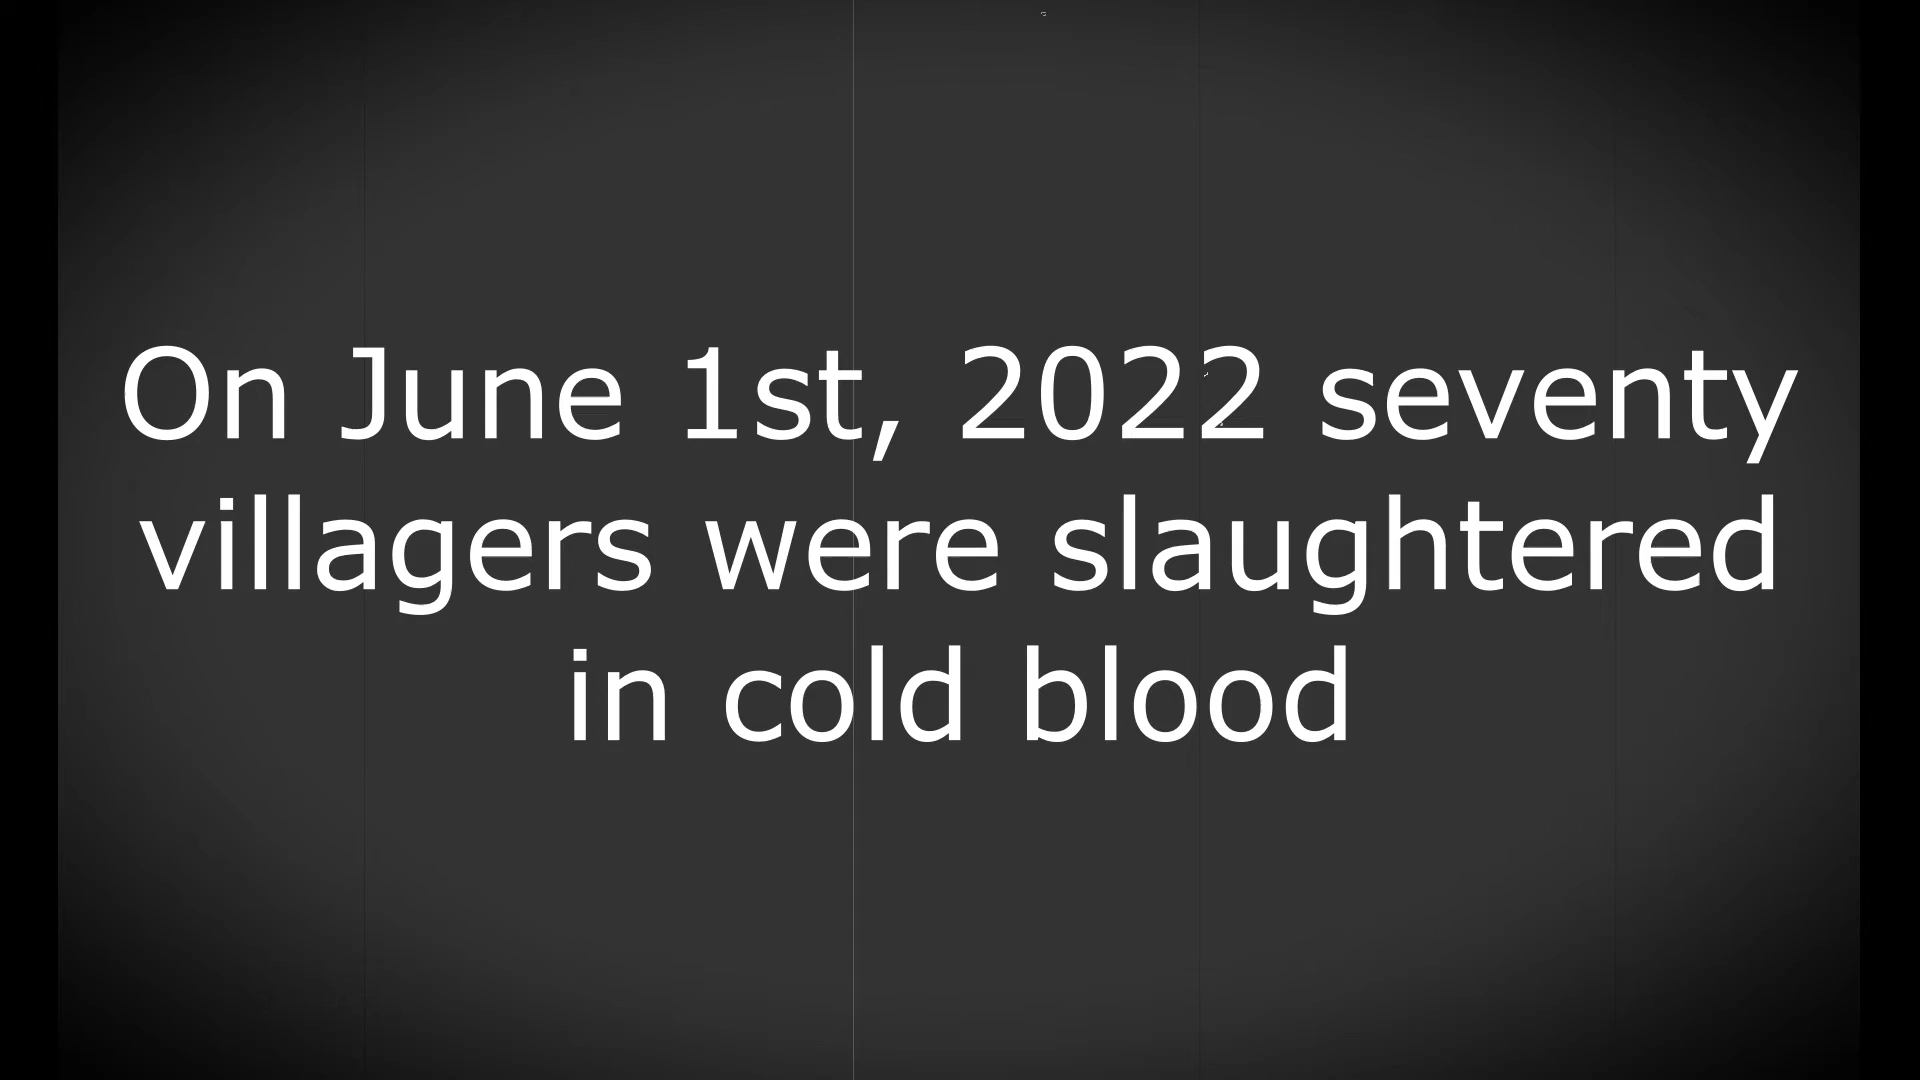 On June 1st, 2022 seventy
villagers were slaughtered
in cold blood